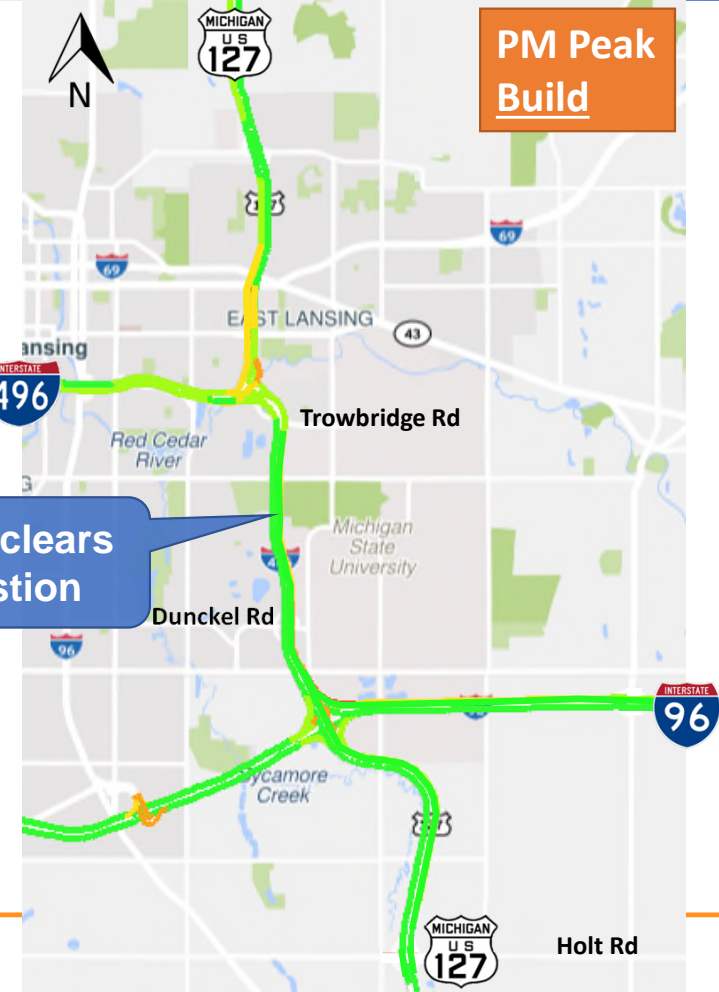 MICHIGAN
US
127
PM Peak
Build
N
69
69
EAST LANSING
43
ansing
INTERSTATE
496
Trowbridge Rd
Red Cedar
River
G
Michigan
State
University
clears
stion
Dunckel Rd
96
INTERSTATE
96
Sycamore
Creek
MICHIGAN
US
127
Holt Rd